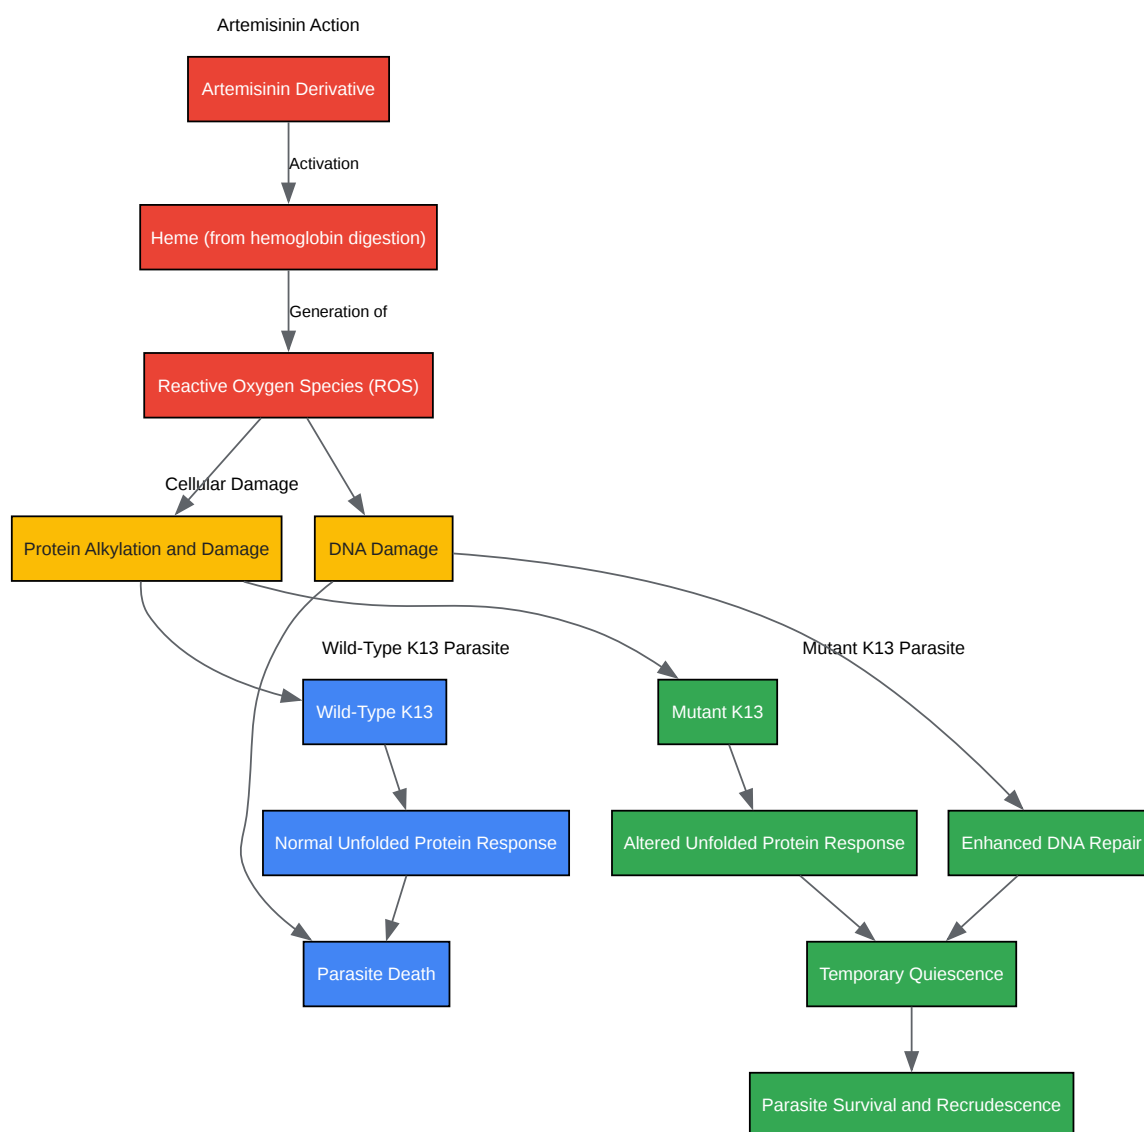 Artemisinin Action
Artemisinin Derivative
Activation
Heme (from hemoglobin digestion)
Generation of
Reactive Oxygen Species (ROS)
Cellular Damage
Protein Alkylation and Damage
DNA Damage
Wild-Type K13 Parasite
Mutant K13 Parasite
Wild-Type K13
Mutant K13
Normal Unfolded Protein Response
Altered Unfolded Protein Response
Enhanced DNA Repair
Parasite Death
Temporary Quiescence
Parasite Survival and Recrudescence